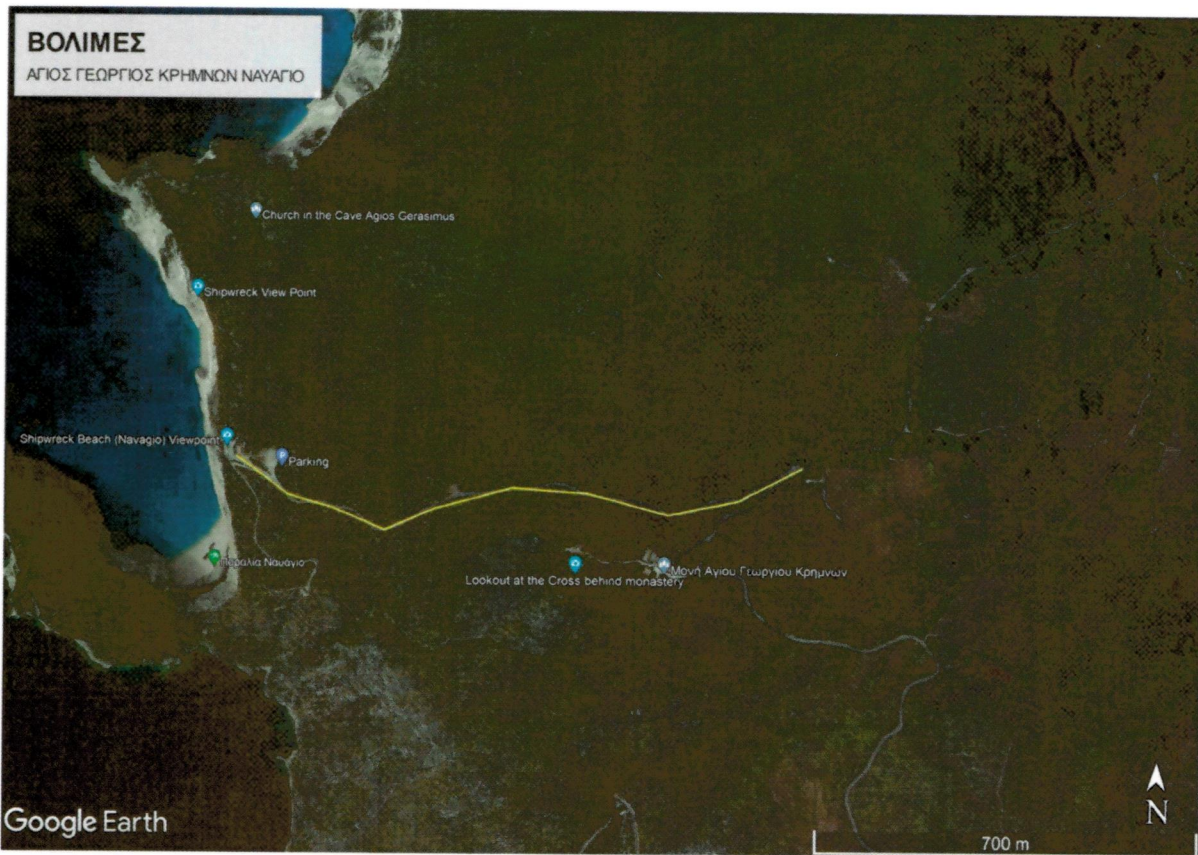 ΒΟΛΙΜΕΣ
ΑΓΙΟΣ ΓΕΩΡΓΙΟΣ ΚΡΗΜΝΩΝ ΝΑΥΑΓΙΟ
Church in the Cave Agios Gerasimus
Shipwreck View Point
Shipwreck Beach (Navagio) Viewpoint
Parking
Παραλία Ναυάγιο
Lookout at the Cross behind monastery
Μονή Αγίου Γεωργίου Κρημνών
Google Earth
N
700 m